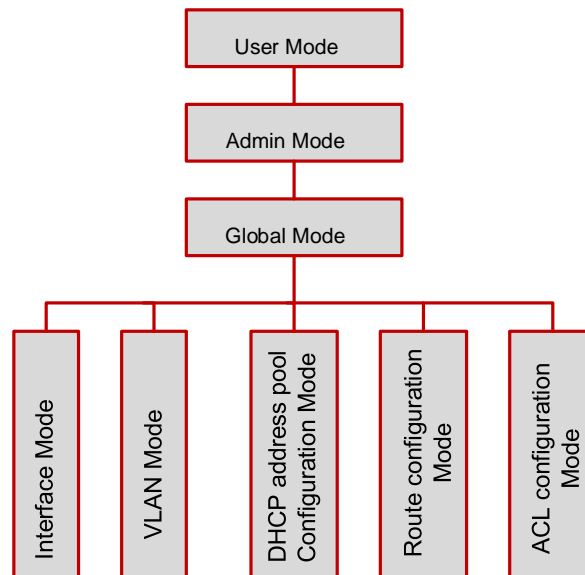 User Mode
Admin Mode
Global Mode
Interface Mode
VLAN Mode
DHCP address pool
Configuration Mode
Route configuration
Mode
ACL configuration
Mode